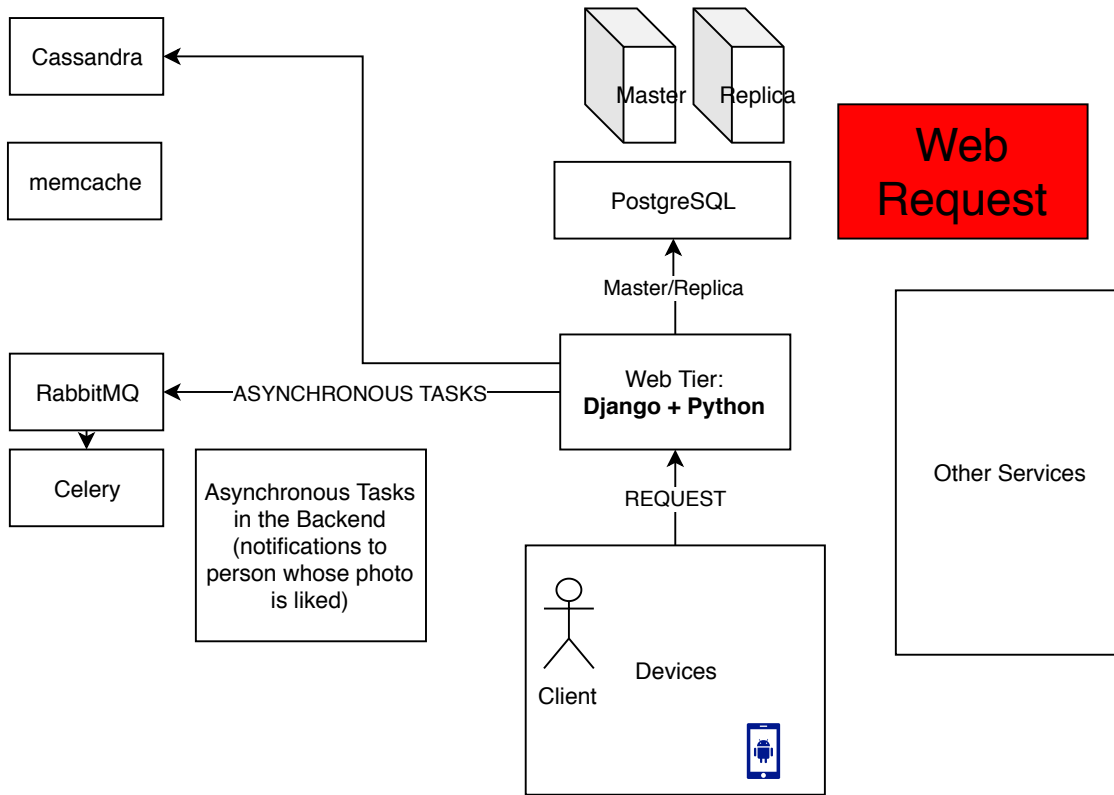 Cassandra
Master
Replica
Web
Request
memcache
PostgreSQL
Master/Replica
RabbitMQ
ASYNCHRONOUS TASKS
Web Tier:
Django + Python
Celery
Asynchronous Tasks
in the Backend
(notifications to
person whose photo
is liked)
REQUEST
Other Services
Client
Devices